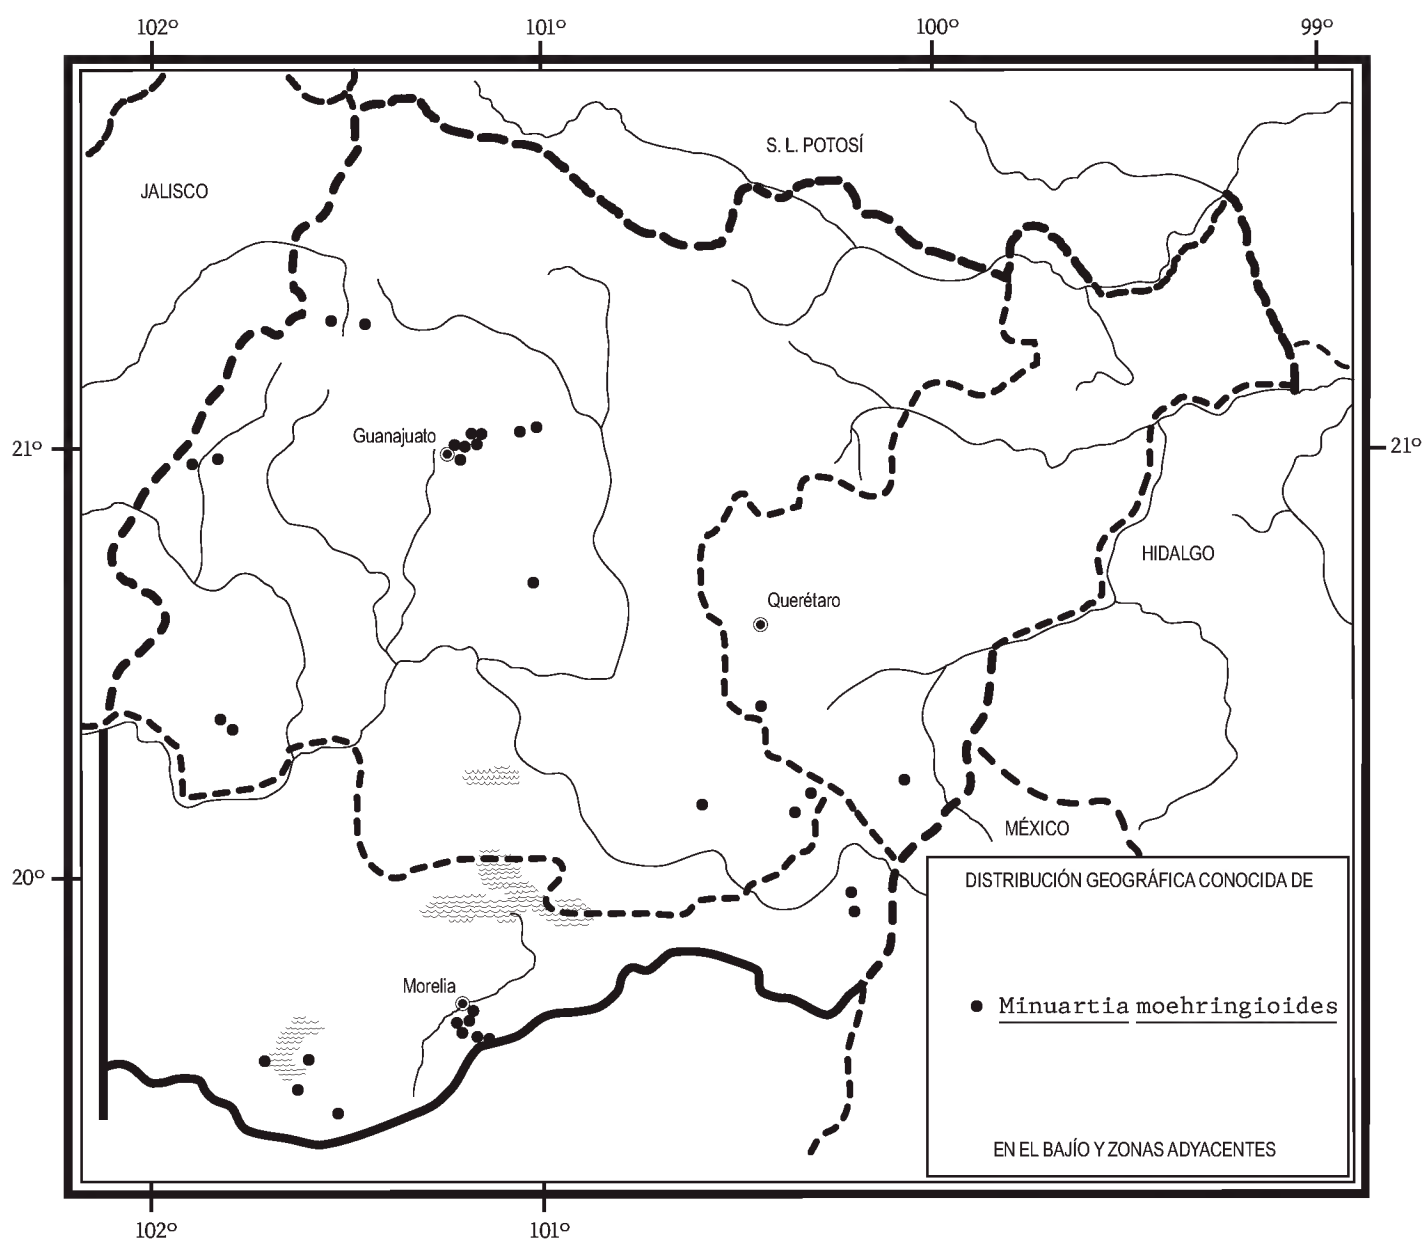 102º 101º 100º 99º
S. L. POTOSÍ
JALISCO
Guanajuato
21º
21º
HIDALGO
Querétaro
MÉXICO
20º
DISTRIBUCIÓN GEOGRÁFICA CONOCIDA DE
Morelia
Minuartia moehringioides
EN EL BAJÍO Y ZONAS ADYACENTES
102º 101º